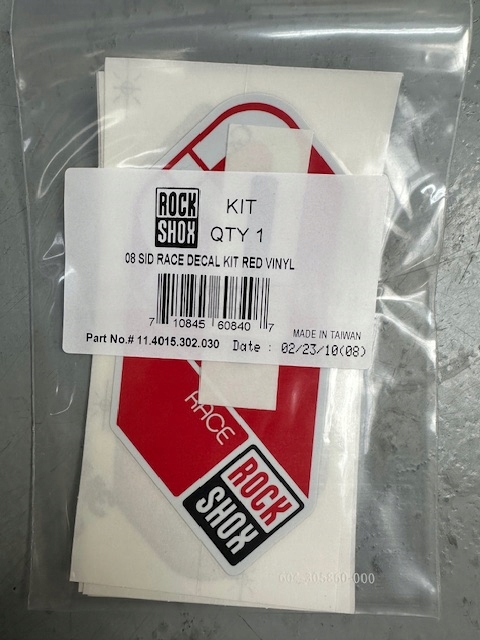 ROCK
SHOX
KIT
QTY 1
08 SID RACE DECAL KIT RED VINYL
7 10845 60840 7
MADE IN TAIWAN
Part No.# 11.4015.302.030
Date : 02/23/10(08)
RACE
ROCK
SHOX